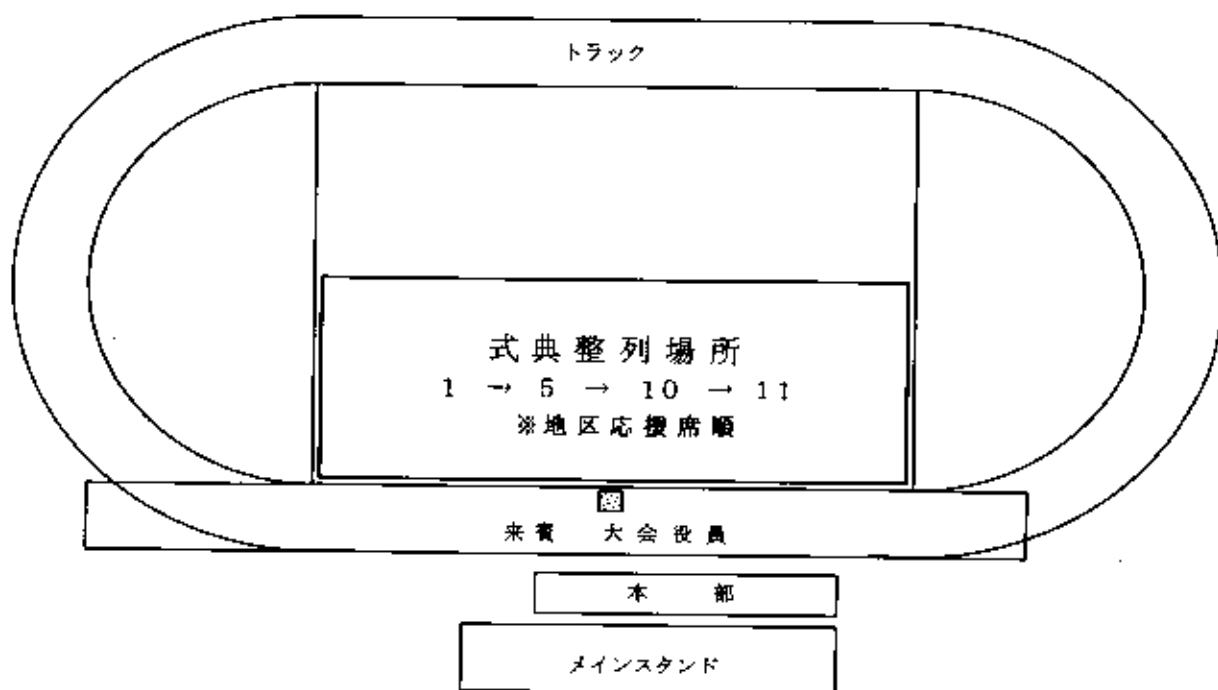 トラック
式典整列場所
1 → 5 → 10 → 11
※地区応援席順
来賓 大会役員
本 部
メインスタンド